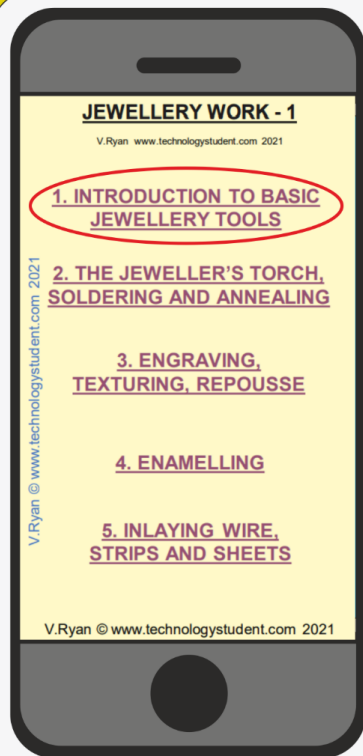 JEWELLERY WORK - 1
V.Ryan www.technologystudent.com 2021
1. INTRODUCTION TO BASIC
JEWELLERY TOOLS
2. THE JEWELLER'S TORCH,
SOLDERING AND ANNEALING
3. ENGRAVING,
TEXTURING, REPOUSSE
4. ENAMELLING
5. INLAYING WIRE,
STRIPS AND SHEETS
V.Ryan © www.technologystudent.com 2021
V.Ryan © www.technologystudent.com 2021